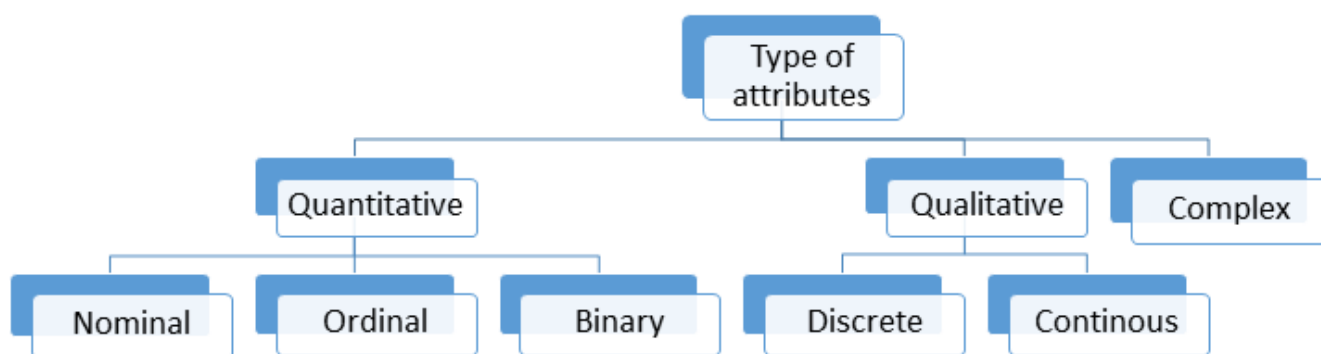 Type of
attributes
Quantitative
Qualitative
Complex
Nominal
Ordinal
Binary
Discrete
Continous